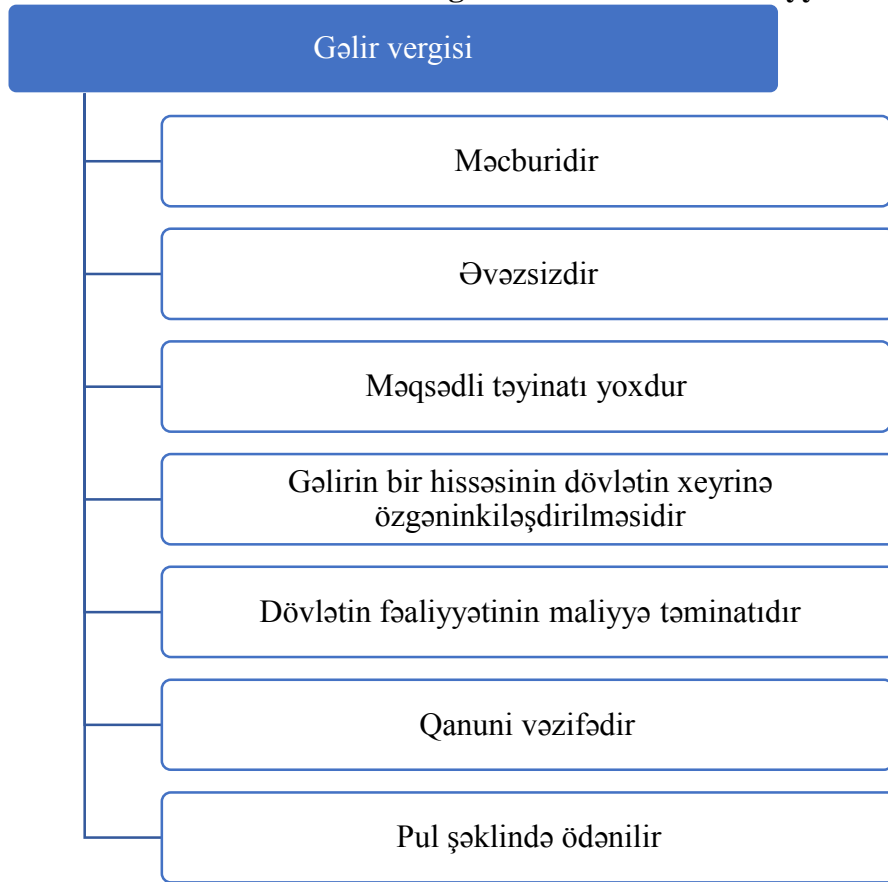 Gəlir vergisi
Məcburidir
Əvəzsizdir
Məqsədli təyinatı yoxdur
Gəlirin bir hissəsinin dövlətin xeyrinə
özgəninkiləşdirilməsidir
Dövlətin fəaliyyətinin maliyyə təminatıdır
Qanuni vəzifədir
Pul şəklində ödənilir